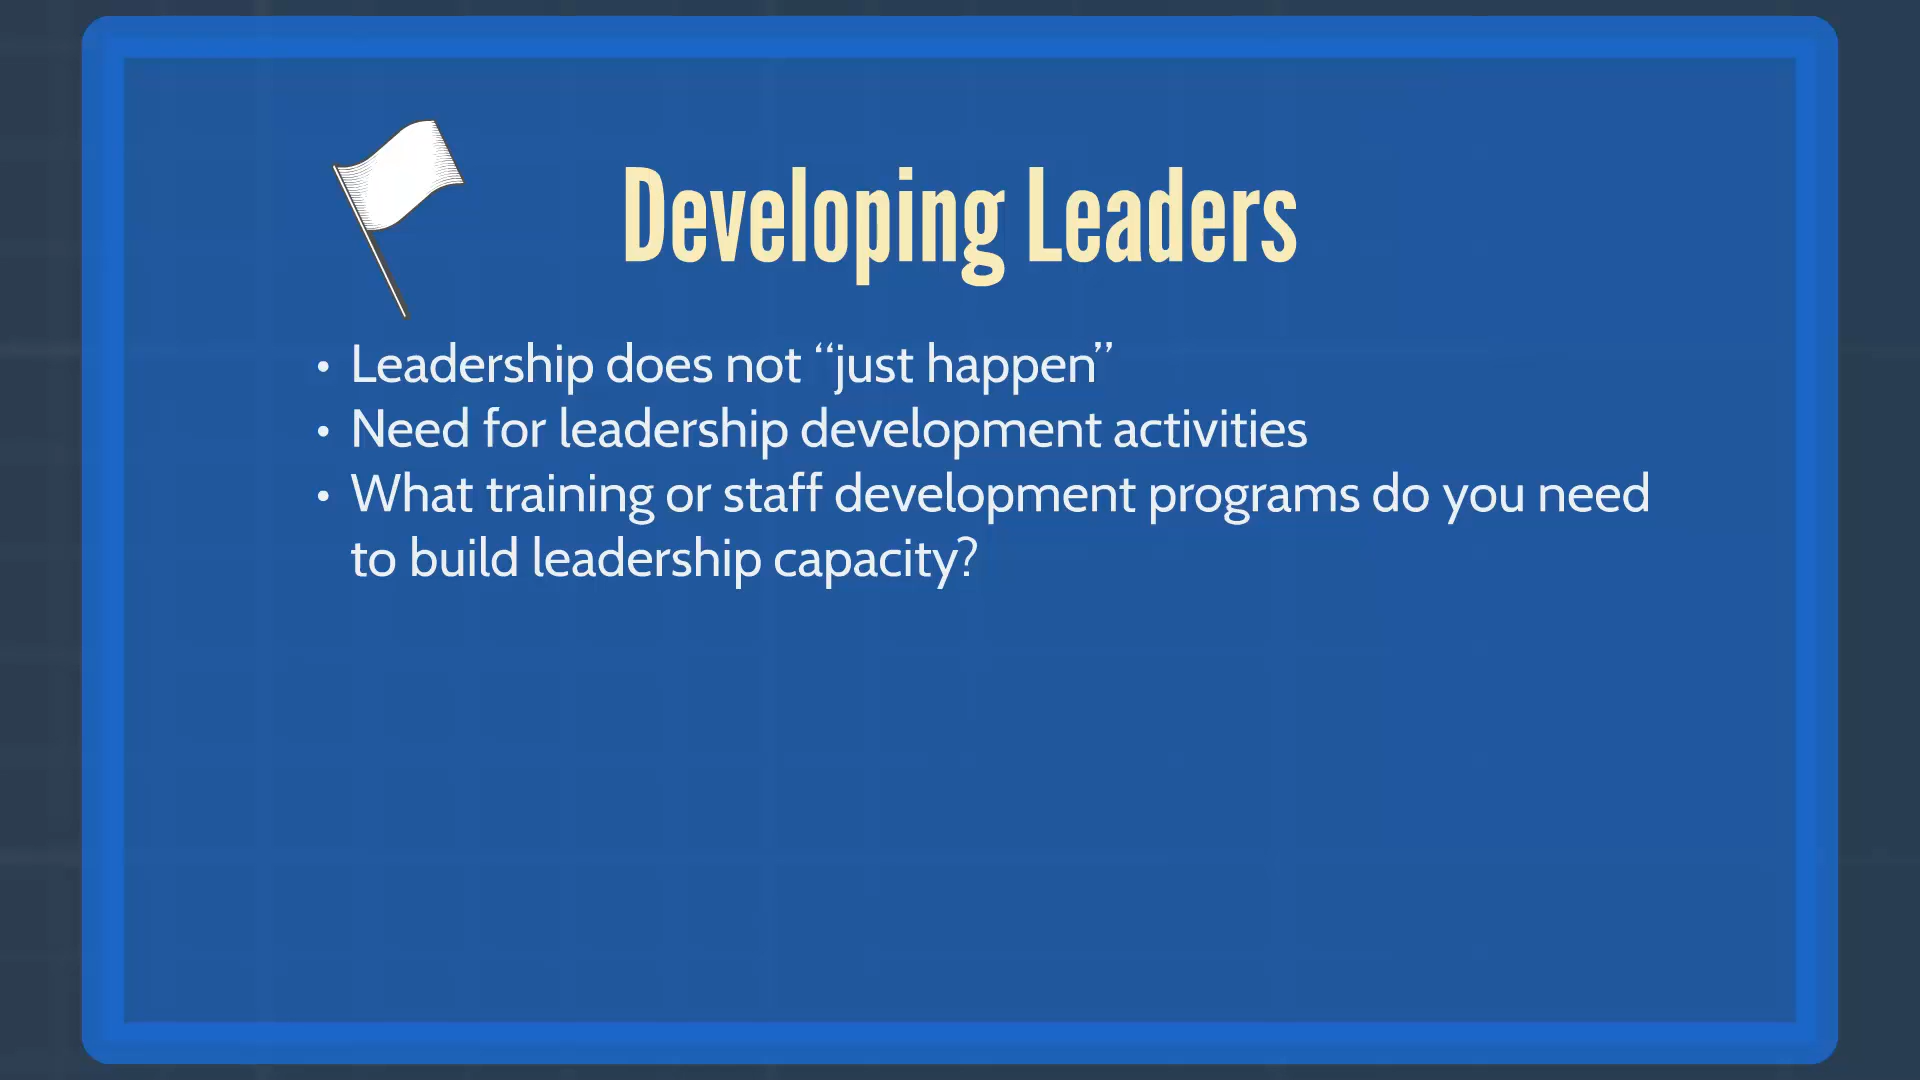 Developing Leaders
• Leadership does not “just happen”
• Need for leadership development activities
• What training or staff development programs do you need
to build leadership capacity?